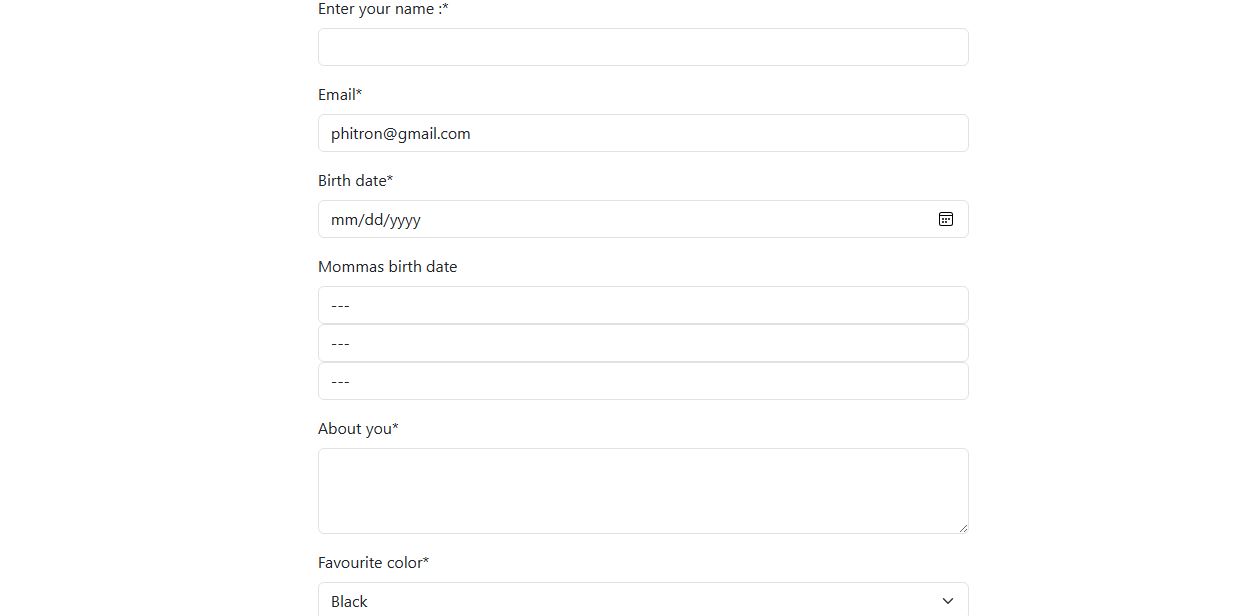 Enter your name :*
Email*
phitron@gmail.com
Birth date*
mm/dd/yyyy
Mommas birth date
---
---
---
About you*
Favourite color*
Black